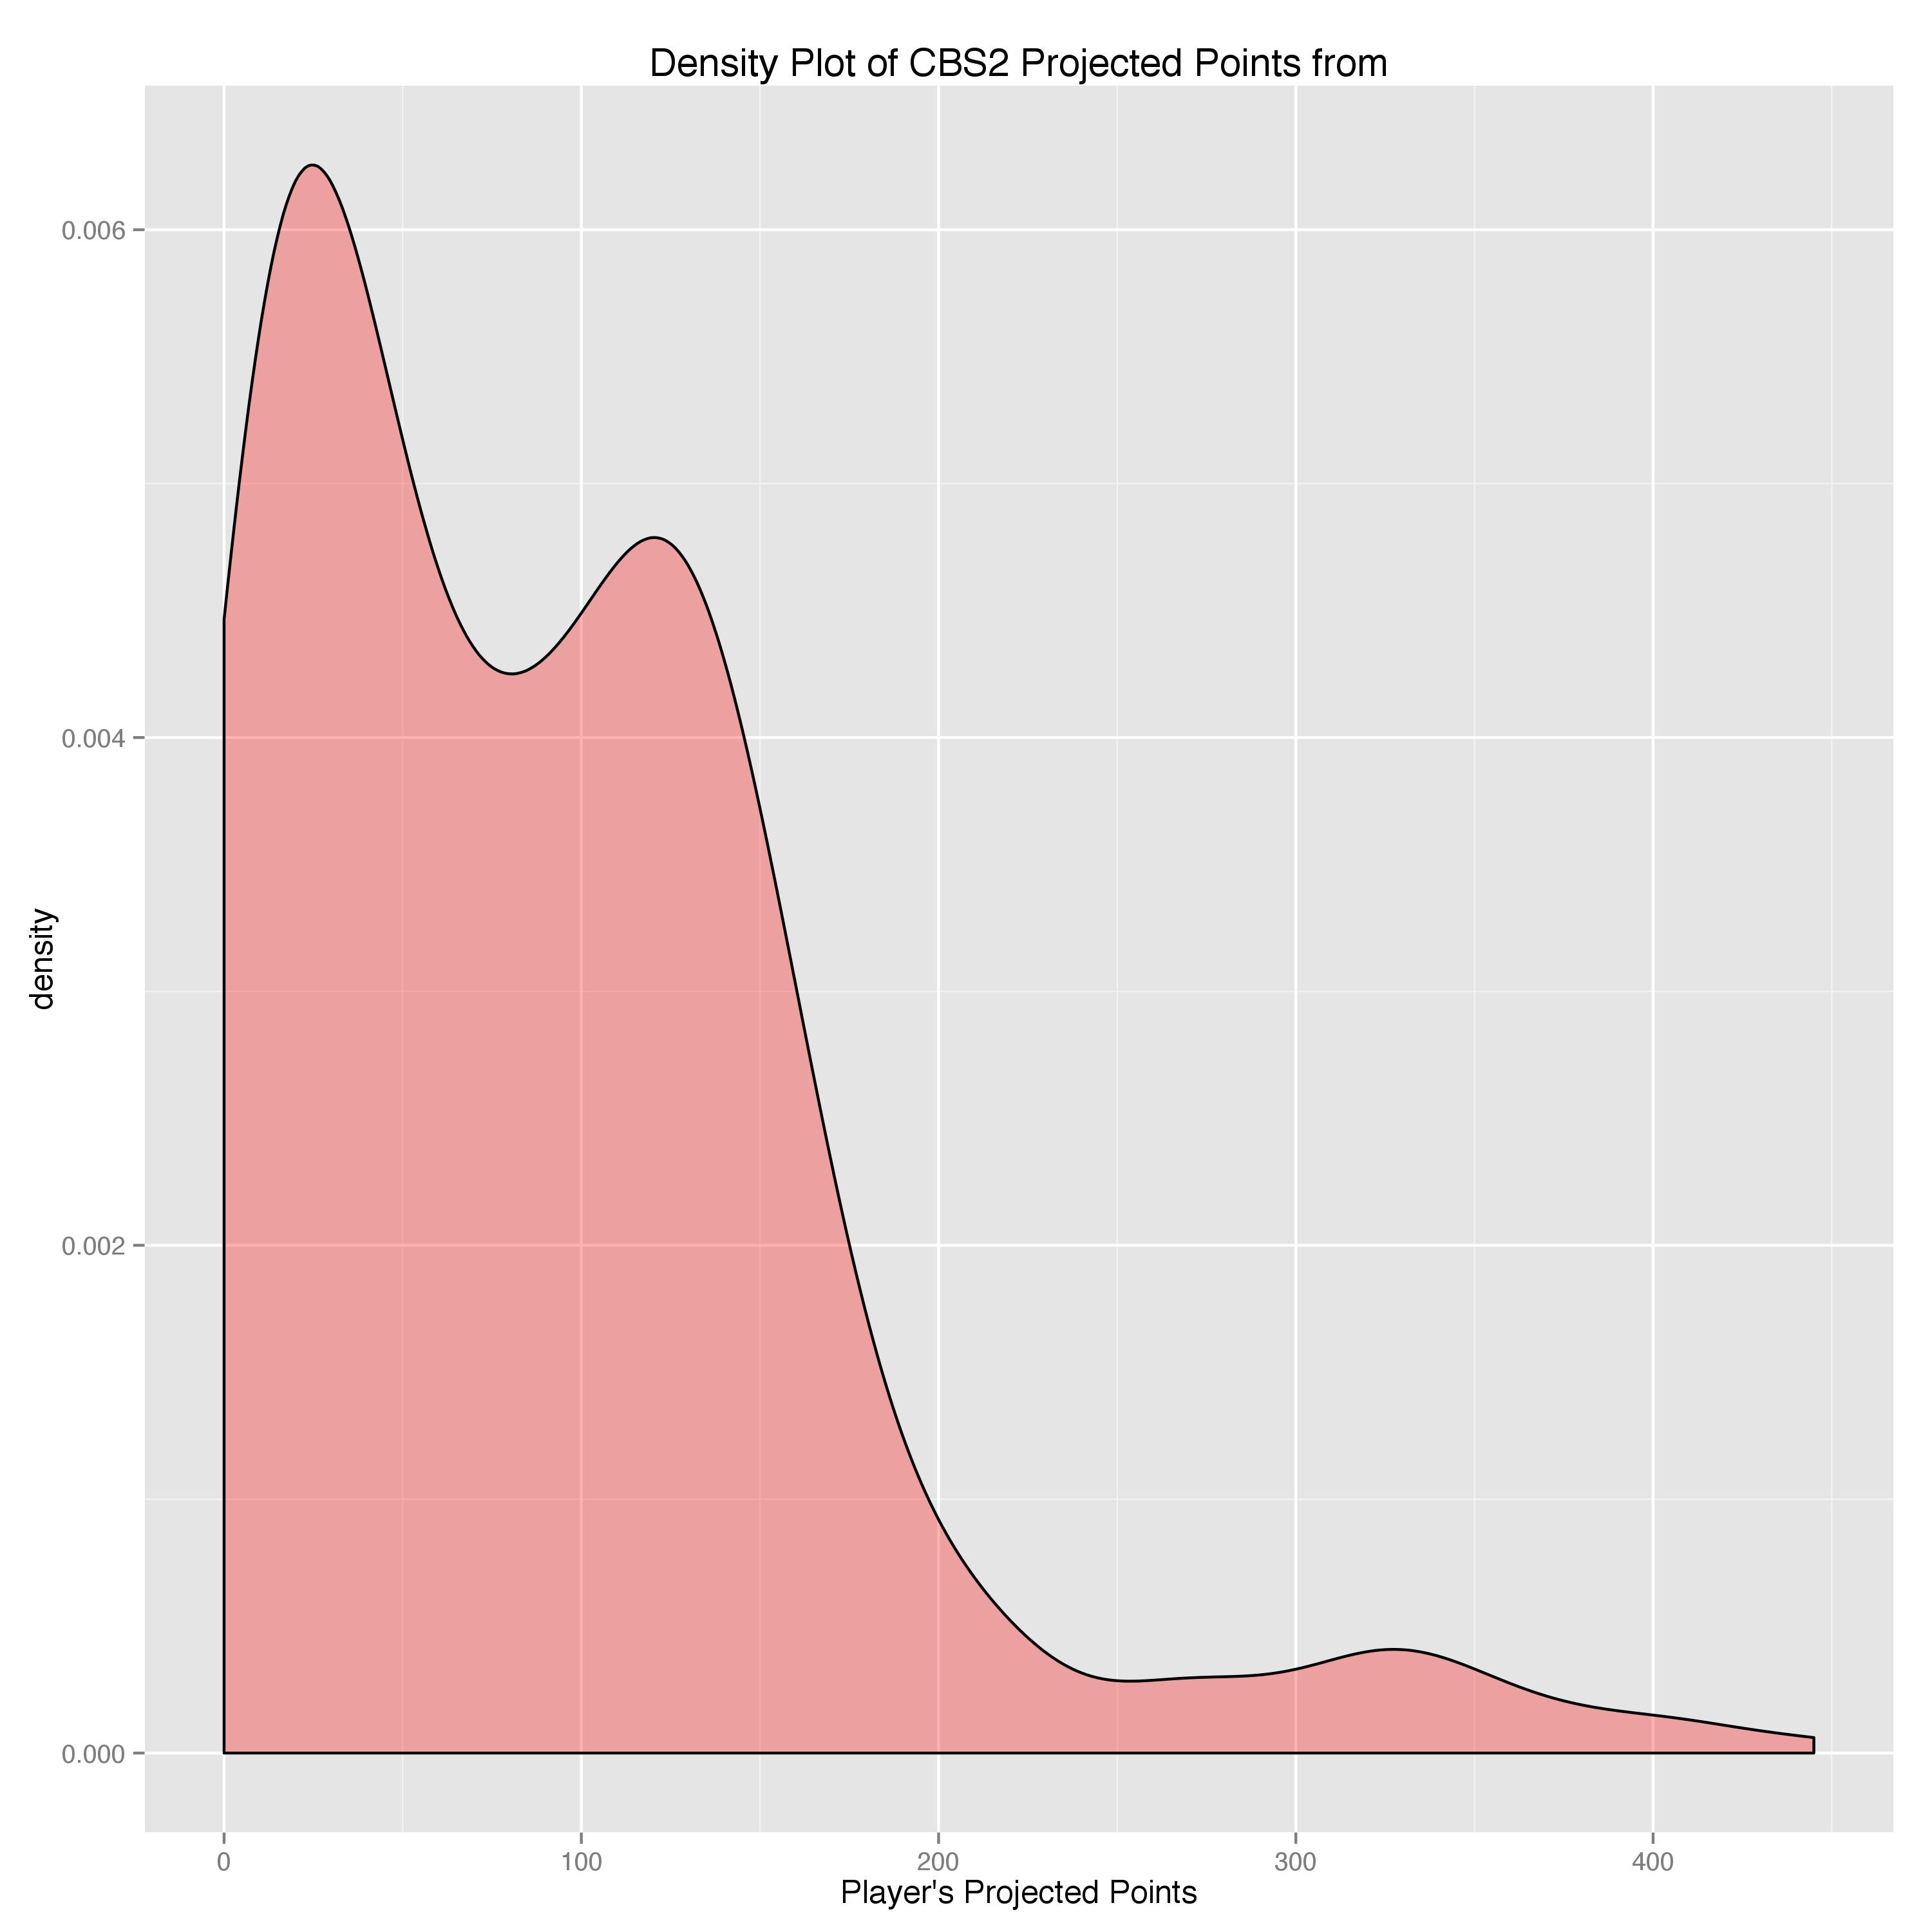 Density Plot of CBS2 Projected Points from
0.006
0.004
0.002
0.000
density
0 100 200 300 400
Player's Projected Points